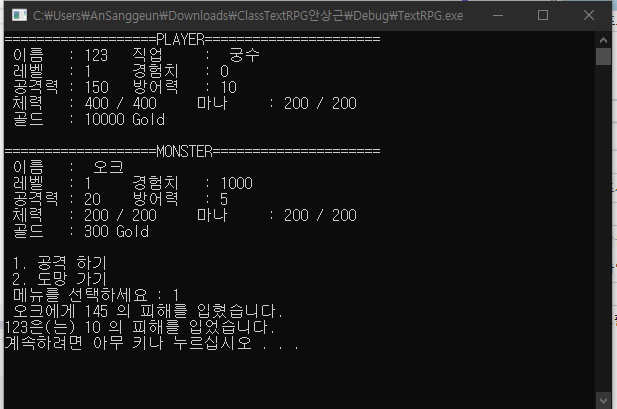 C:￦Users￦AnSanggeun￦Downloads￦ClassTextRPG안상근￦Debug￦TextRPG.exe
===================PLAYER======================
이름 : 123 직업 : 궁수
레벨 : 1 경험치 : 0
공격력 : 150 방어력 : 10
체력 : 400 / 400 마나 : 200 / 200
골드 : 10000 Gold
===================MONSTER=====================
이름 : 오크
레벨 : 1 경험치 : 1000
공격력 : 20 방어력 : 5
체력 : 200 / 200 마나 : 200 / 200
골드 : 300 Gold
1. 공격 하기
2. 도망 가기
메뉴를 선택하세요 : 1
오크에게 145 의 피해를 입혔습니다.
123은(는) 10 의 피해를 입었습니다.
계속하려면 아무 키나 누르십시오 . . .